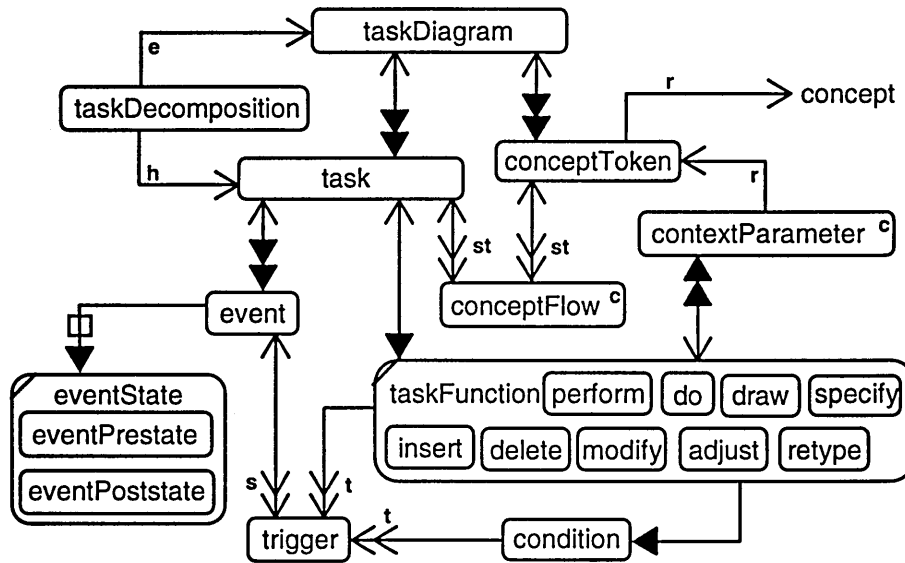 taskDiagram
e
taskDecomposition
r
concept
conceptToken
h
task
r
contextParameter c
st
st
conceptFlow c
event
eventState
taskFunction perform do draw specify
eventPrestate
insert delete modify adjust retype
eventPoststate
s
t
t
trigger
condition